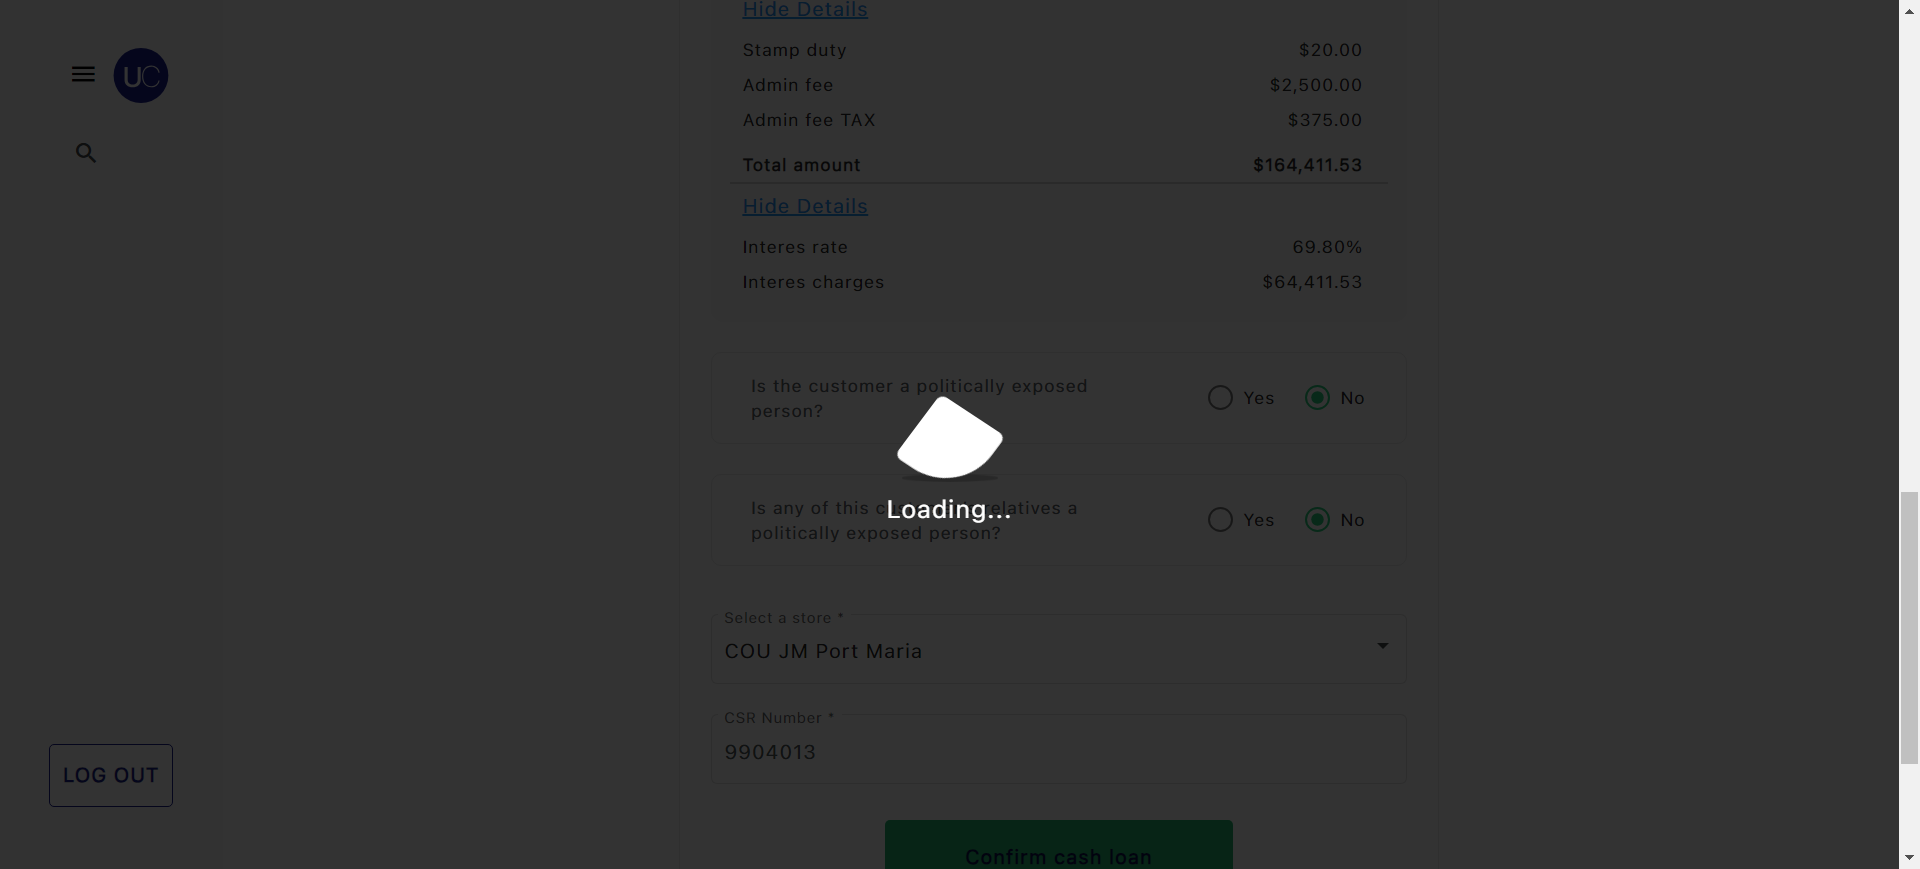 Hide Details
Stamp duty $20.00
Admin fee $2,500.00
Admin fee TAX $375.00
Total amount $164,411.53
Hide Details
Interes rate 69.80%
Interes charges $64,411.53
UC
Is the customer a politically exposed
person?
Yes No
Is any of this relatives a
politically exposed person?
Yes No
Loading...
Select a store *
COU JM Port Maria
CSR Number *
9904013
LOG OUT
Confirm cash loan